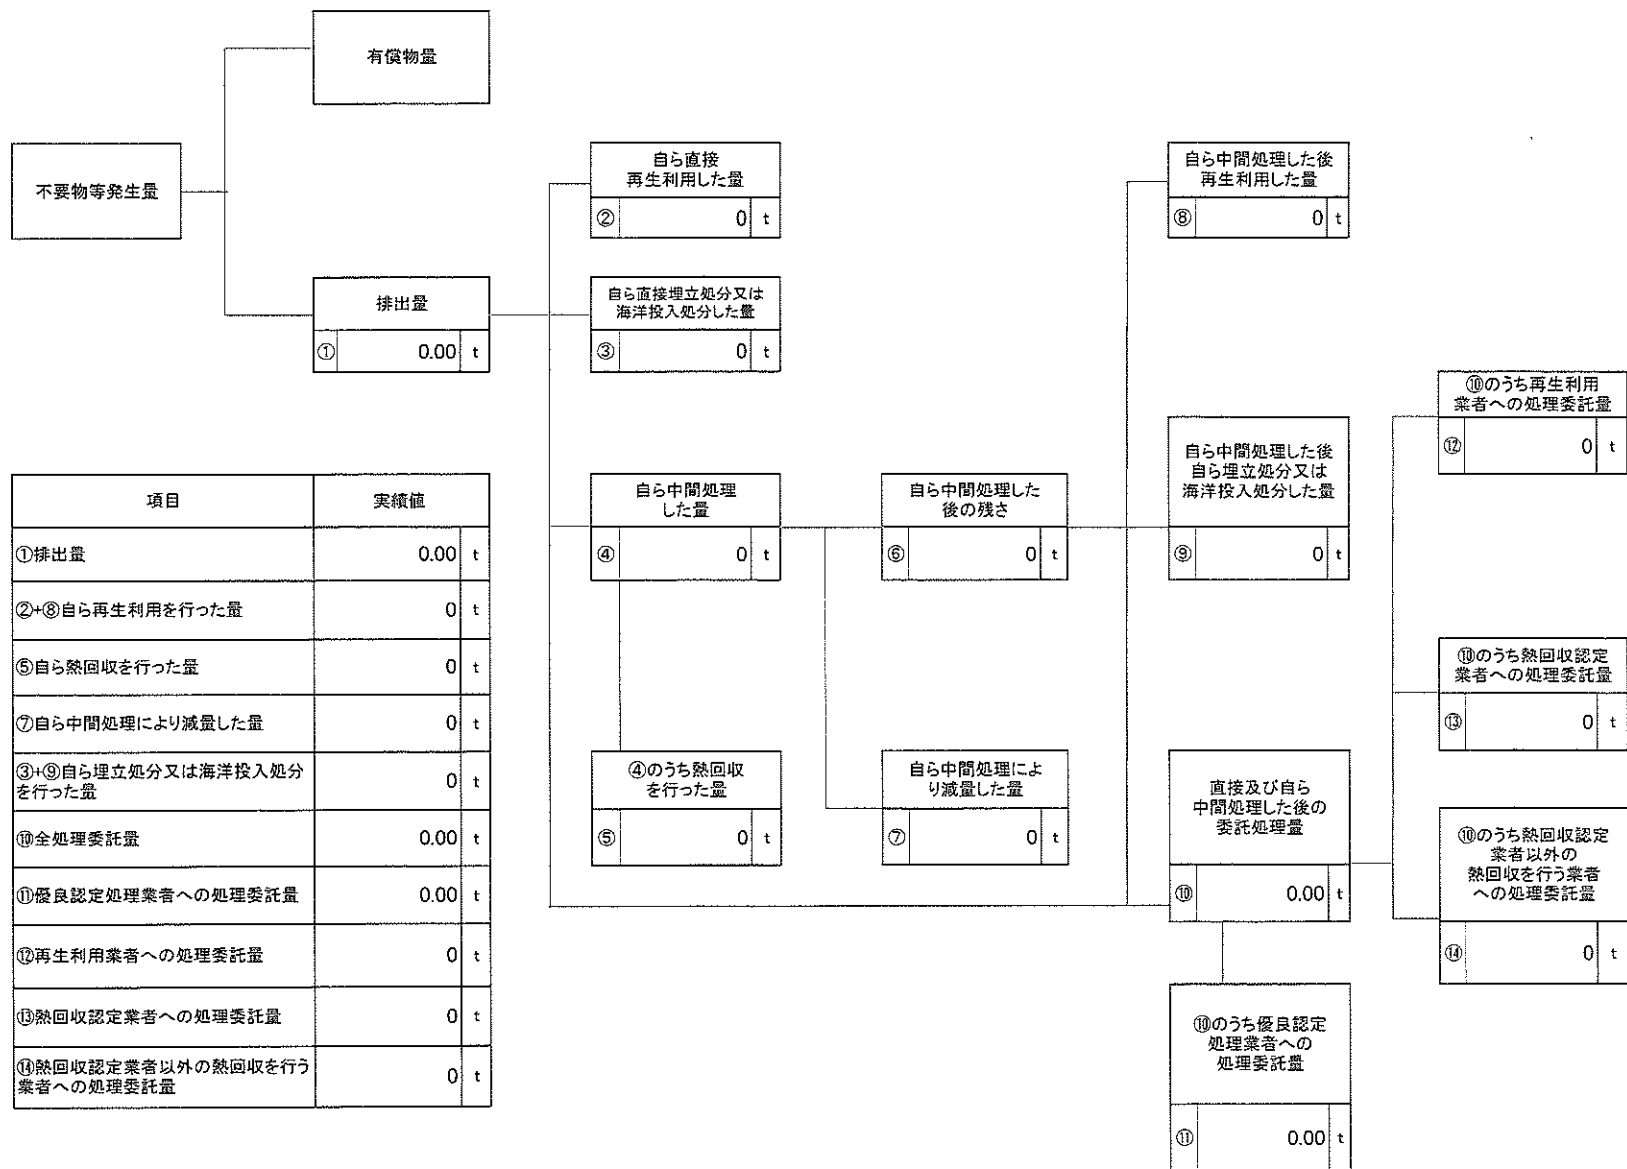 有償物量
不要物等発生量
排出量
① 0.00 t
自ら直接
再生利用した量
② 0 t
自ら直接埋立処分又は
海洋投入処分した量
③ 0 t
自ら中間処理
した量
④ 0 t
④のうち熱回収
を行った量
⑤ 0 t
自ら中間処理した
後の残さ
⑥ 0 t
自ら中間処理によ
り減量した量
⑦ 0 t
自ら中間処理した後
再生利用した量
⑧ 0 t
自ら中間処理した後
自ら埋立処分又は
海洋投入処分した量
⑨ 0 t
直接及び自ら
中間処理した後の
委託処理量
⑩ 0.00 t
⑩のうち優良認定
処理業者への
処理委託量
⑪ 0.00 t
⑩のうち再生利用
業者への処理委託量
⑫ 0 t
⑩のうち熱回収認定
業者への処理委託量
⑬ 0 t
⑩のうち熱回収認定
業者以外の
熱回収を行う業者
への処理委託量
⑭ 0 t
項目 実績値
①排出量 0.00 t
②+⑧自ら再生利用を行った量 0 t
⑤自ら熱回収を行った量 0 t
⑦自ら中間処理により減量した量 0 t
③+⑨自ら埋立処分又は海洋投入処分
を行った量 0 t
⑩全処理委託量 0.00 t
⑪優良認定処理業者への処理委託量 0.00 t
⑫再生利用業者への処理委託量 0 t
⑬熱回収認定業者への処理委託量 0 t
⑭熱回収認定業者以外の熱回収を行う
業者への処理委託量 0 t